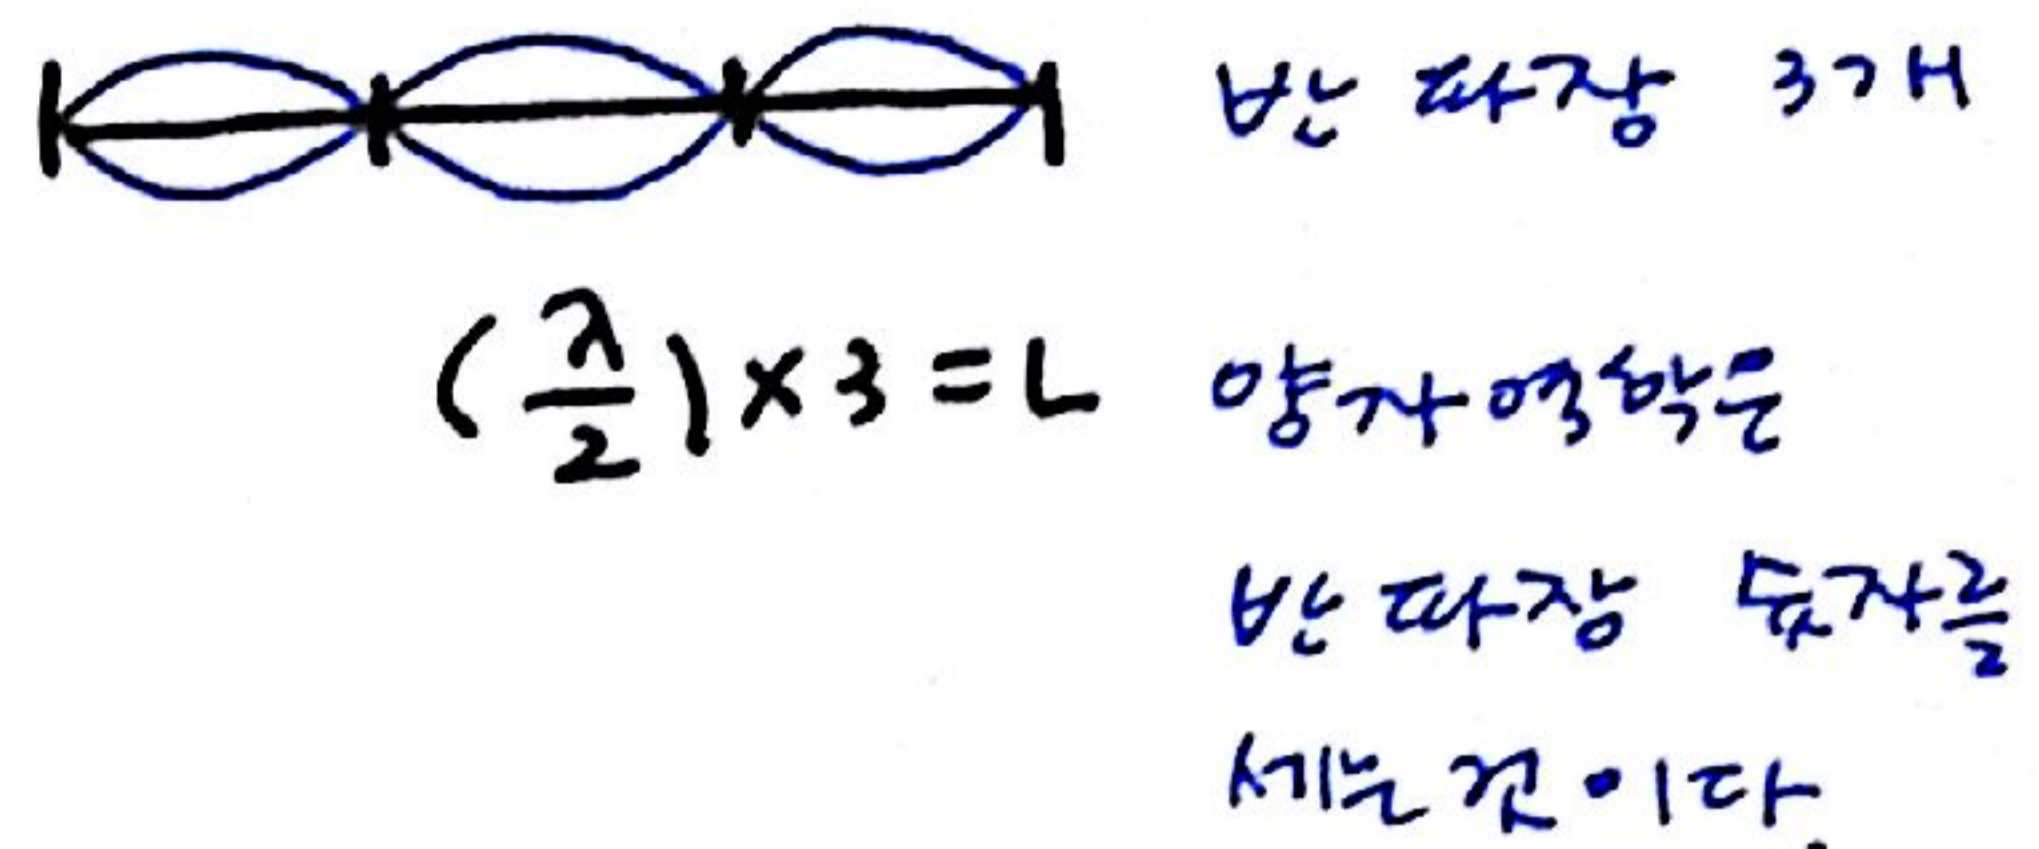 반 파장 3개
(λ/2) × 3 = L 양자역학은
반 파장 숫자를
세는 것이다.